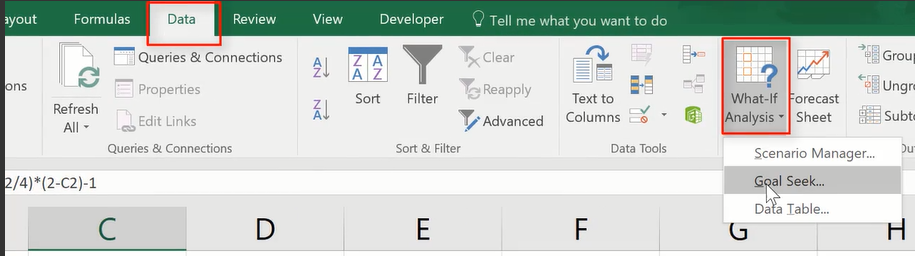 ayout Formulas Data Review View Developer Tell me what you want to do
ons
Refresh
All
Queries & Connections
Properties
Edit Links
Queries & Connections
A
Z
Z
A
Z A
A Z
Sort
Filter
Clear
Reapply
Advanced
Sort & Filter
Text to
Columns
Data Tools
What-If
Analysis
Forecast
Sheet
Group
Ungro
Subto
Out
Scenario Manager...
Goal Seek...
Data Table...
2/4)*(2-C2)-1
C D E F G H